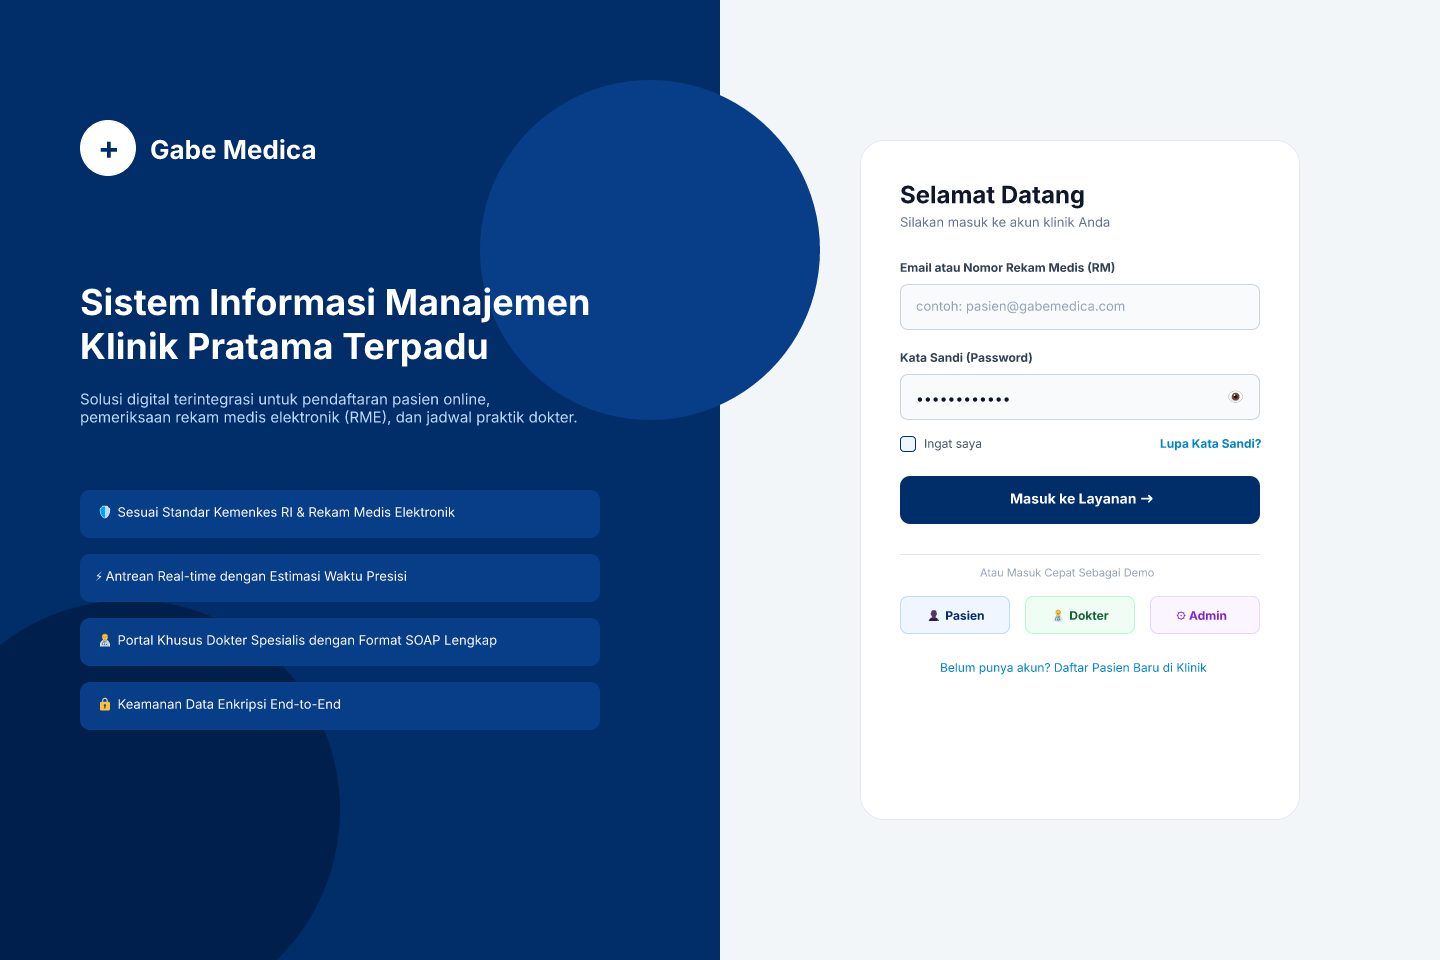 + Gabe Medica
Sistem Informasi Manajemen
Klinik Pratama Terpadu
Solusi digital terintegrasi untuk pendaftaran pasien online,
pemeriksaan rekam medis elektronik (RME), dan jadwal praktik dokter.
🛡️ Sesuai Standar Kemenkes RI & Rekam Medis Elektronik
⚡ Antrean Real-time dengan Estimasi Waktu Presisi
🧑‍⚕️ Portal Khusus Dokter Spesialis dengan Format SOAP Lengkap
🔒 Keamanan Data Enkripsi End-to-End
Selamat Datang
Silakan masuk ke akun klinik Anda
Email atau Nomor Rekam Medis (RM)
contoh: pasien@gabemedica.com
Kata Sandi (Password)
••••••••••••
Ingat saya
Lupa Kata Sandi?
Masuk ke Layanan →
Atau Masuk Cepat Sebagai Demo
👤 Pasien
🧑‍⚕️ Dokter
⚙ Admin
Belum punya akun? Daftar Pasien Baru di Klinik